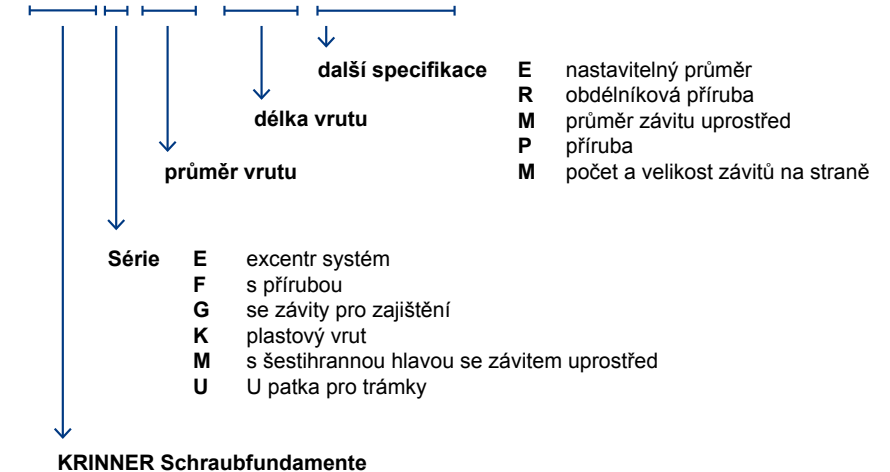 další specifikace E nastavitelný průměr
R obdélníková příruba
M průměr závitu uprostřed
P příruba
M počet a velikost závitů na straně
délka vrutu
průměr vrutu
Série E excentr systém
F s přírubou
G se závity pro zajištění
K plastový vrut
M s šestihrannou hlavou se závitem uprostřed
U U patka pro trámky
KRINNER Schraubfundamente